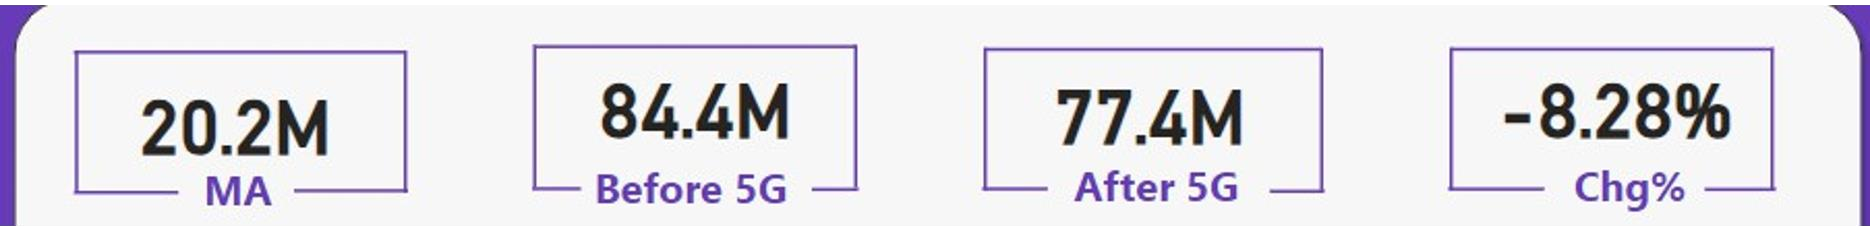 20.2M
MA
84.4M
Before 5G
77.4M
After 5G
-8.28%
Chg%